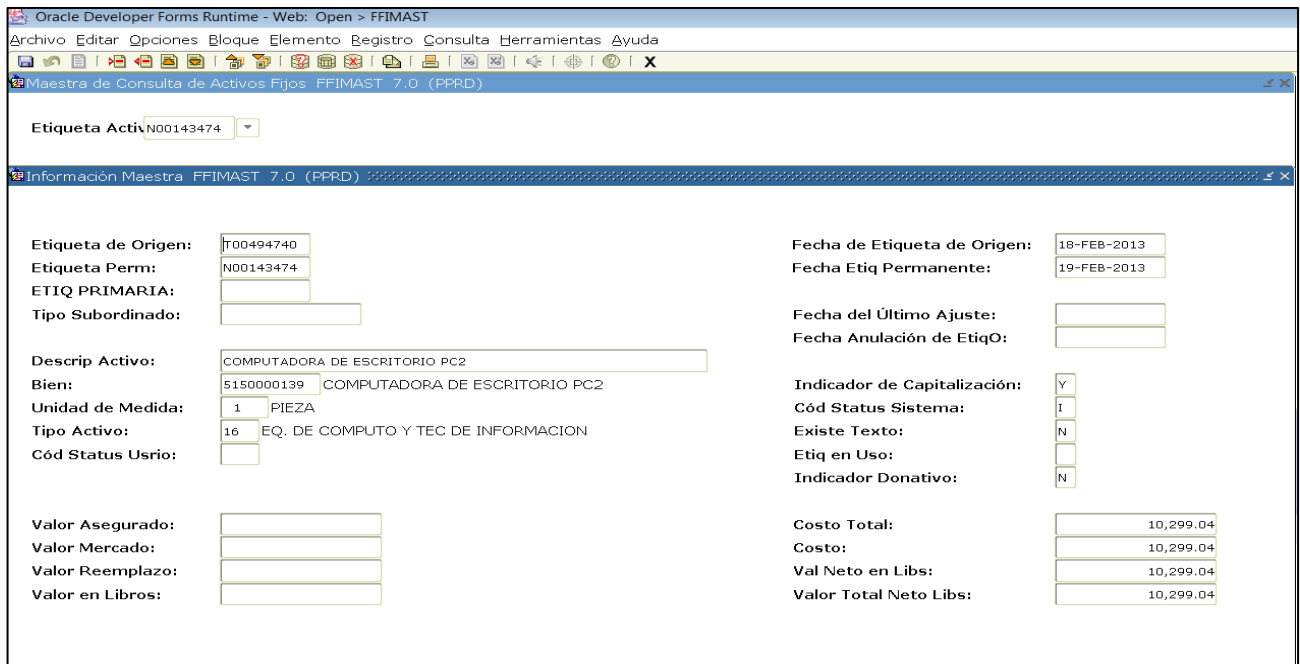 Oracle Developer Forms Runtime - Web: Open > FFIMAST
Archivo Editar Opciones Bloque Elemento Registro Consulta Herramientas Ayuda
Maestra de Consulta de Activos Fijos FFIMAST 7.0 (PPRD)
Etiqueta Activ N00143474
Información Maestra FFIMAST 7.0 (PPRD)
Etiqueta de Origen: T00494740 Fecha de Etiqueta de Origen: 18-FEB-2013
Etiqueta Perm: N00143474 Fecha Etiq Permanente: 19-FEB-2013
ETIQ PRIMARIA:
Tipo Subordinado: Fecha del Último Ajuste:
Fecha Anulación de EtiqO:
Descrip Activo: COMPUTADORA DE ESCRITORIO PC2
Bien: 5150000139 COMPUTADORA DE ESCRITORIO PC2 Indicador de Capitalización: Y
Unidad de Medida: 1 PIEZA Cód Status Sistema: I
Tipo Activo: 16 EQ. DE COMPUTO Y TEC DE INFORMACION Existe Texto: N
Cód Status Usrio: Etiq en Uso:
Indicador Donativo: N
Valor Asegurado: Costo Total: 10,299.04
Valor Mercado: Costo: 10,299.04
Valor Reemplazo: Val Neto en Libs: 10,299.04
Valor en Libros: Valor Total Neto Libs: 10,299.04